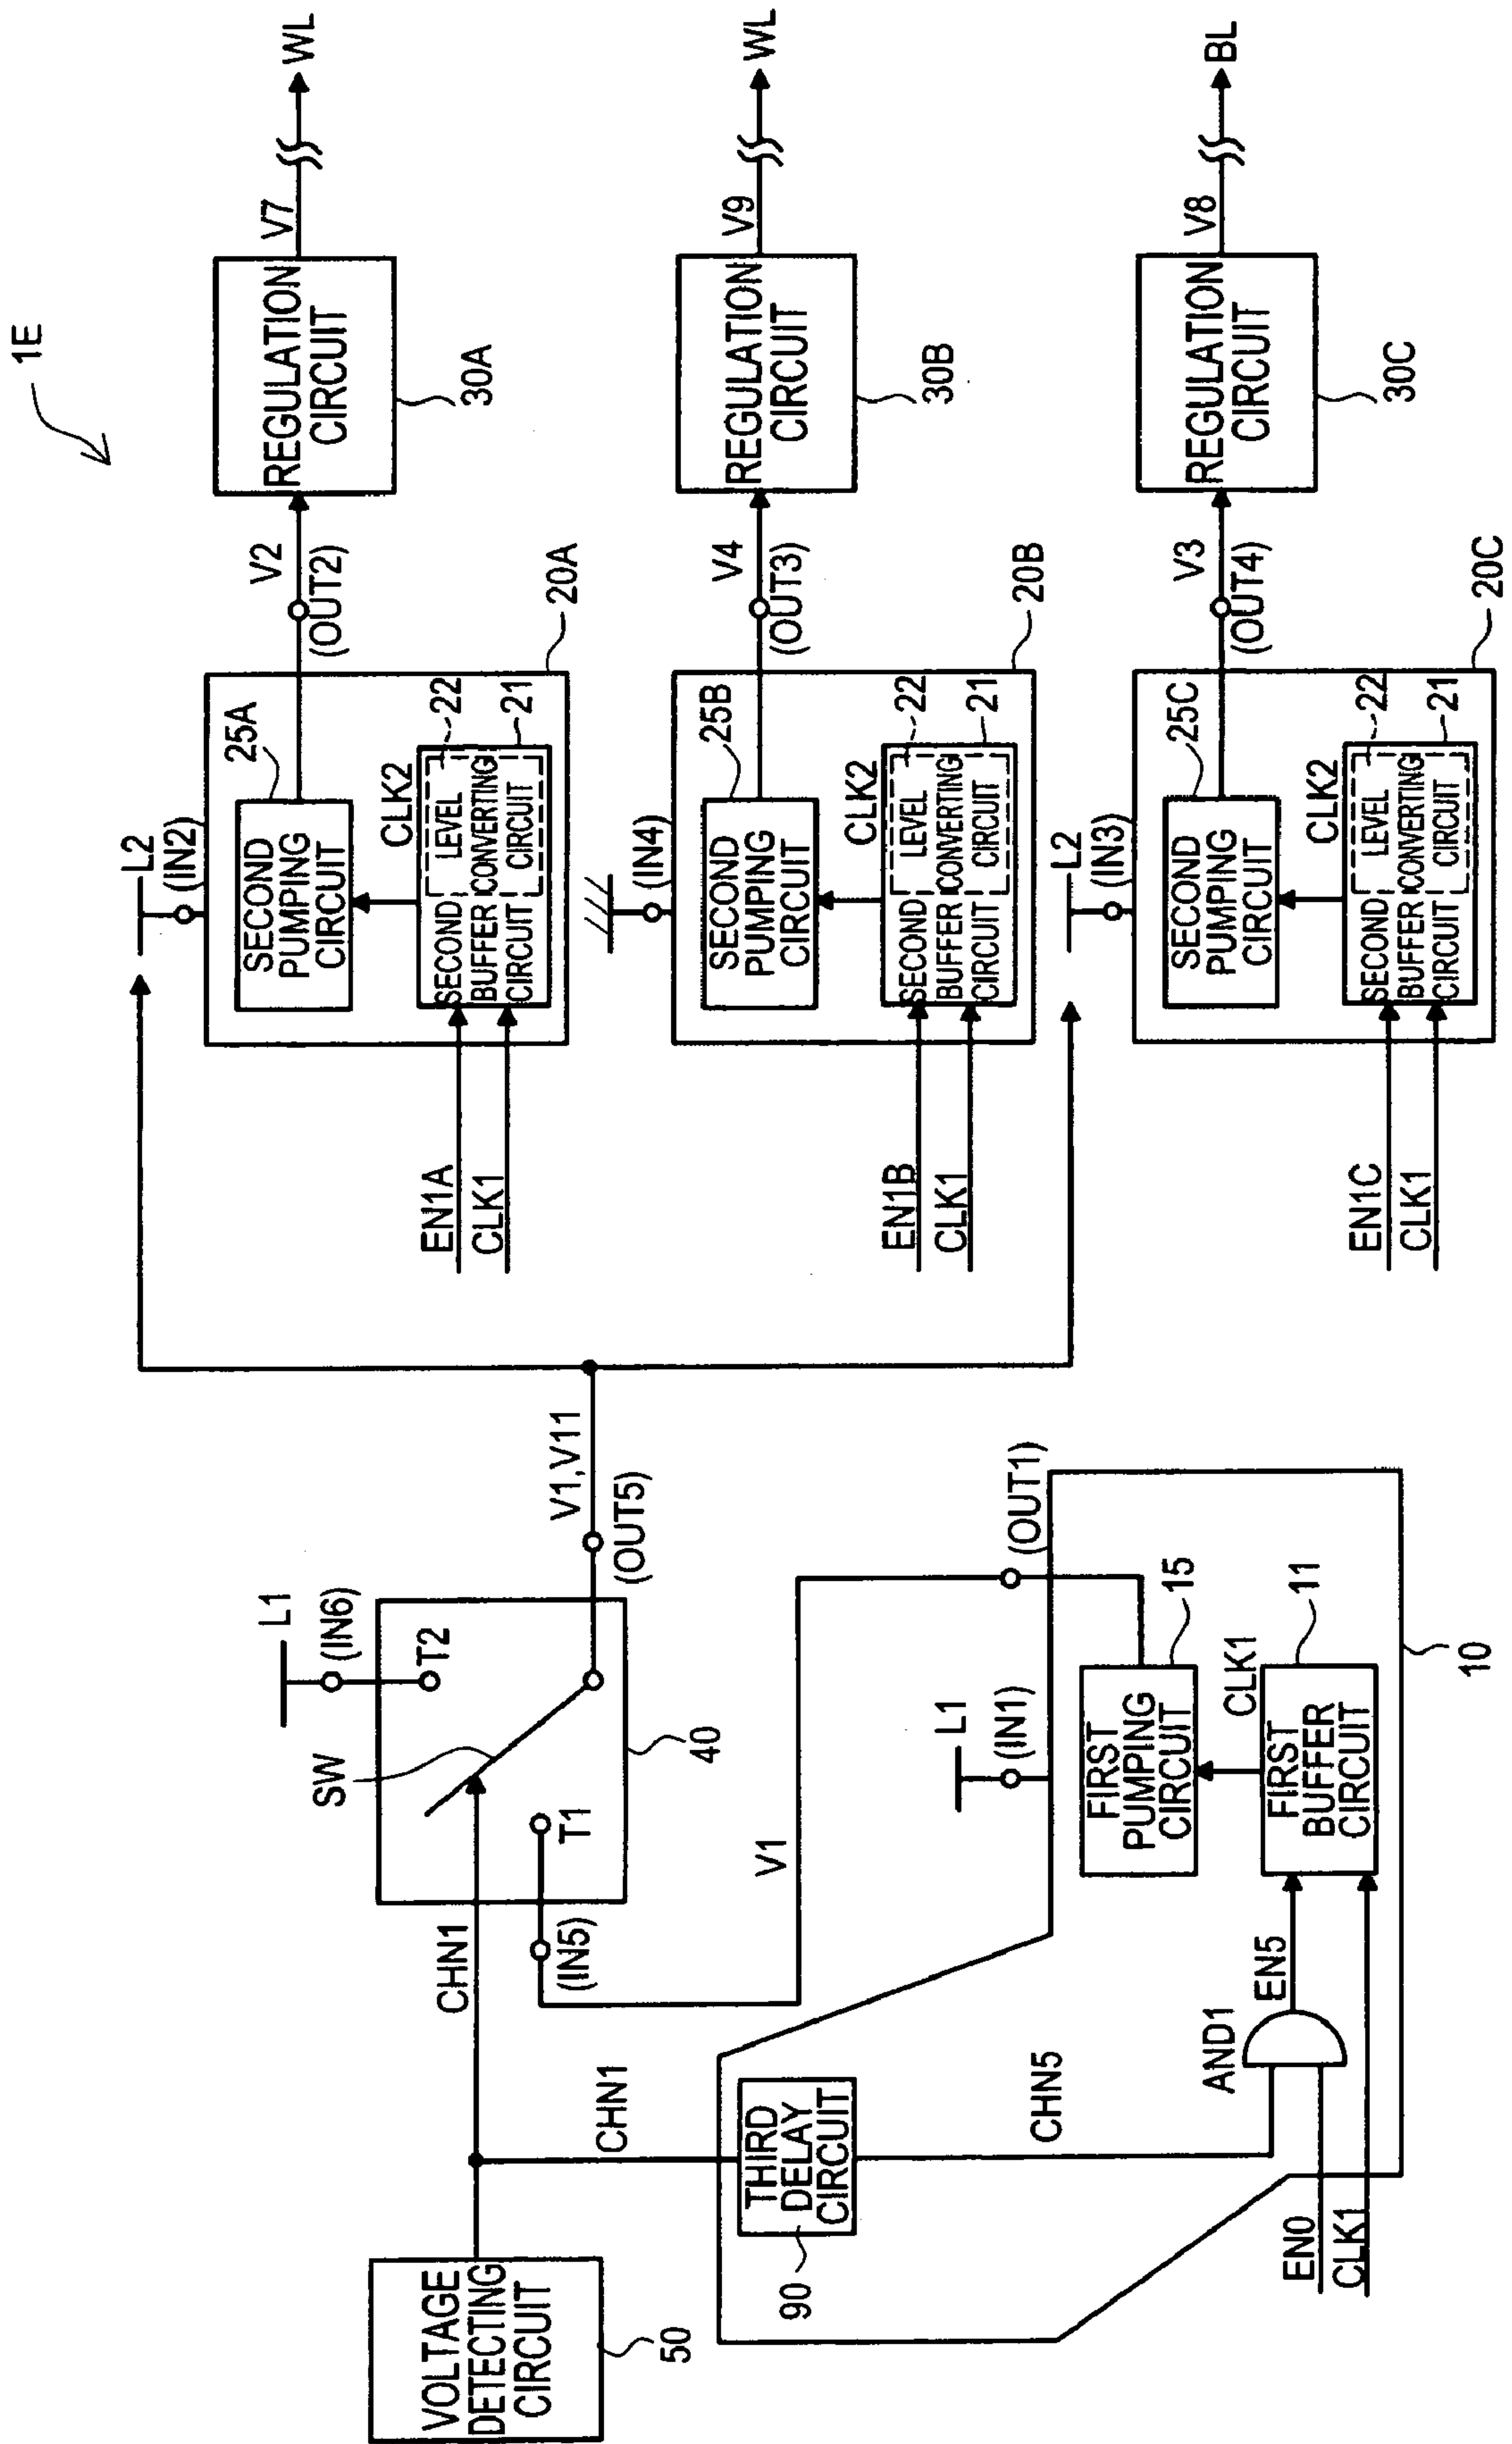 1E
VOLTAGE
DETECTING
CIRCUIT
50
CHN1
CHN1
THIRD
DELAY
CIRCUIT
90
CHN5
AND1
EN0
CLK1
EN5
FIRST
BUFFER
CIRCUIT
11
CLK1
FIRST
PUMPING
CIRCUIT
15
10
L1
(IN1)
(OUT1)
V1
(IN5)
T1
SW
T2
L1
(IN6)
40
(OUT5)
V1,V11
L2
(IN2)
SECOND
PUMPING
CIRCUIT
25A
CLK2
SECOND
BUFFER
CIRCUIT
LEVEL
CONVERTING
CIRCUIT
22
21
EN1A
CLK1
20A
V2
(OUT2)
REGULATION
CIRCUIT
30A
V7
WL
(IN4)
SECOND
PUMPING
CIRCUIT
25B
CLK2
SECOND
BUFFER
CIRCUIT
LEVEL
CONVERTING
CIRCUIT
22
21
EN1B
CLK1
20B
V4
(OUT3)
REGULATION
CIRCUIT
30B
V9
WL
L2
(IN3)
SECOND
PUMPING
CIRCUIT
25C
CLK2
SECOND
BUFFER
CIRCUIT
LEVEL
CONVERTING
CIRCUIT
22
21
EN1C
CLK1
20C
V3
(OUT4)
REGULATION
CIRCUIT
30C
V8
BL